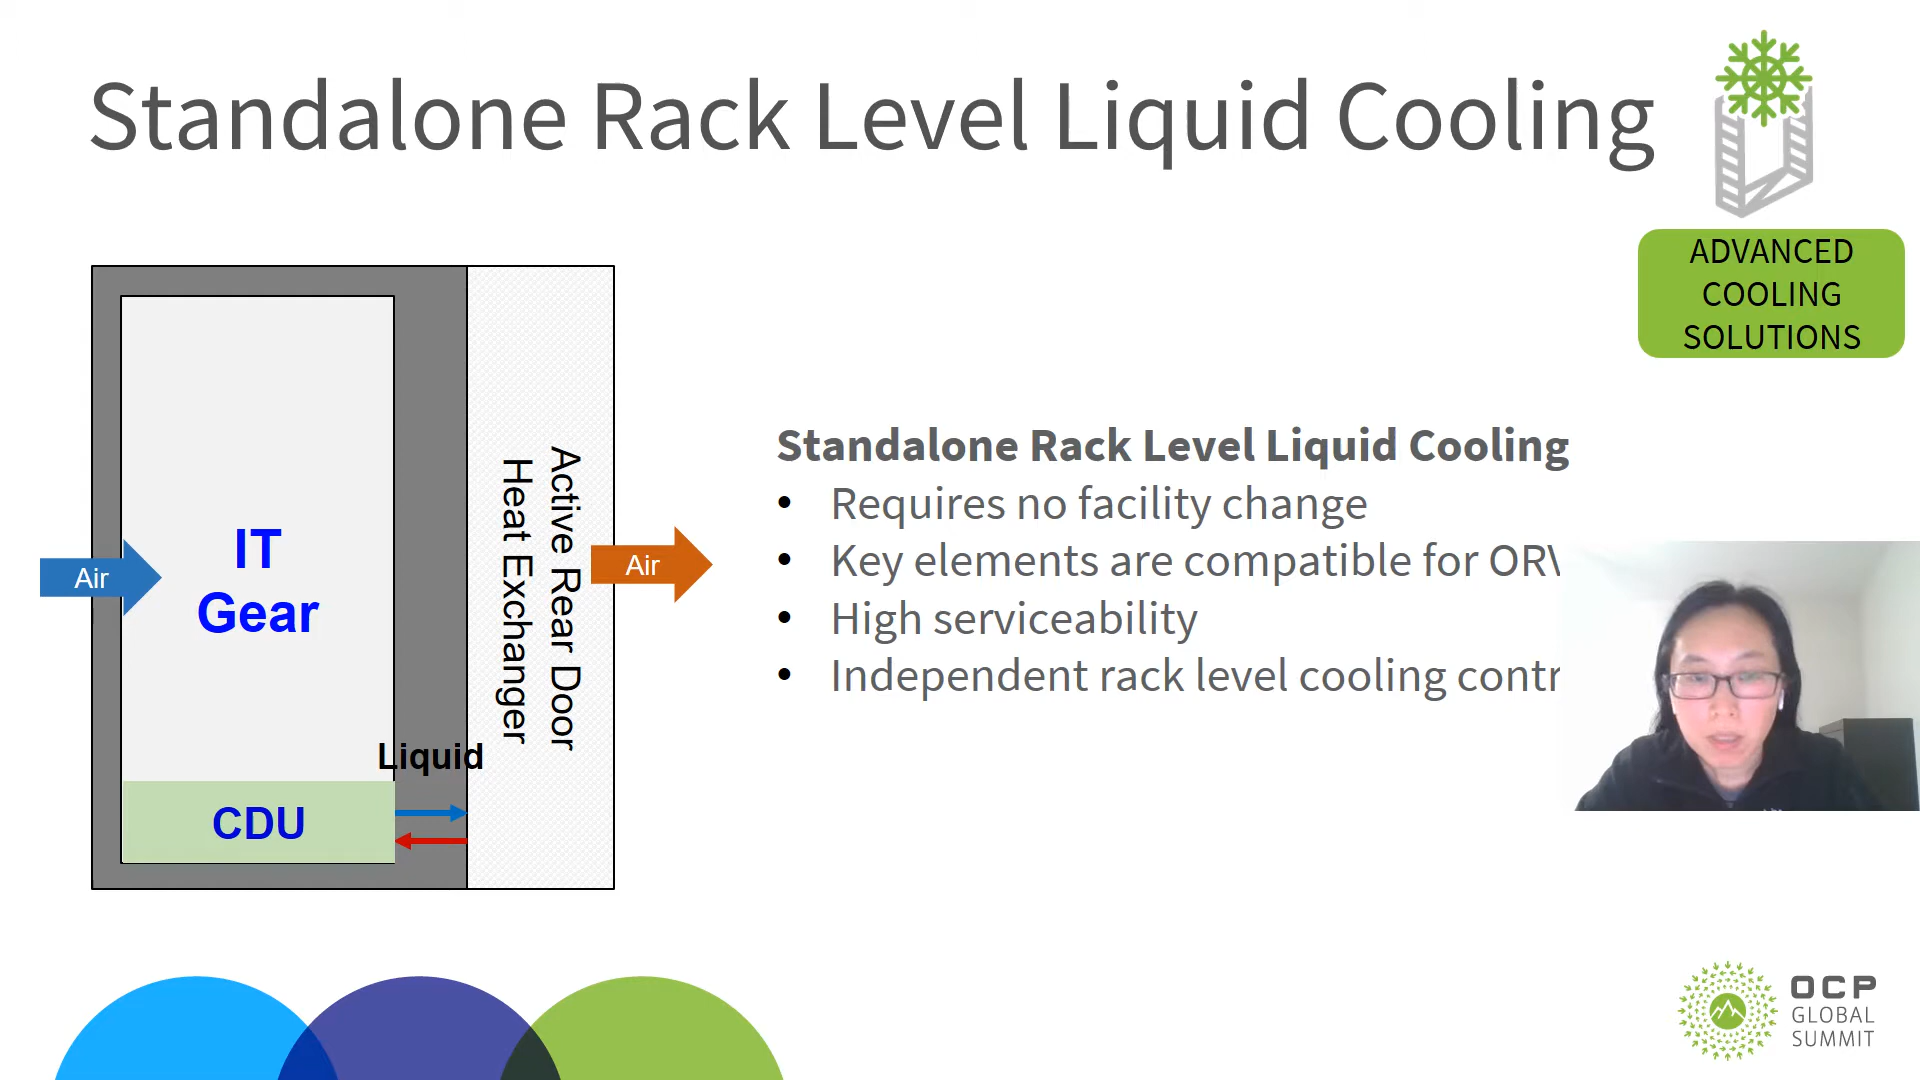 Standalone Rack Level Liquid Cooling
ADVANCED
COOLING
SOLUTIONS
Air
IT
Gear
Active Rear Door
Heat Exchanger
Air
Liquid
CDU
Standalone Rack Level Liquid Cooling
• Requires no facility change
• Key elements are compatible for
• High serviceability
• Independent rack level cooling
OCP
GLOBAL
SUMMIT